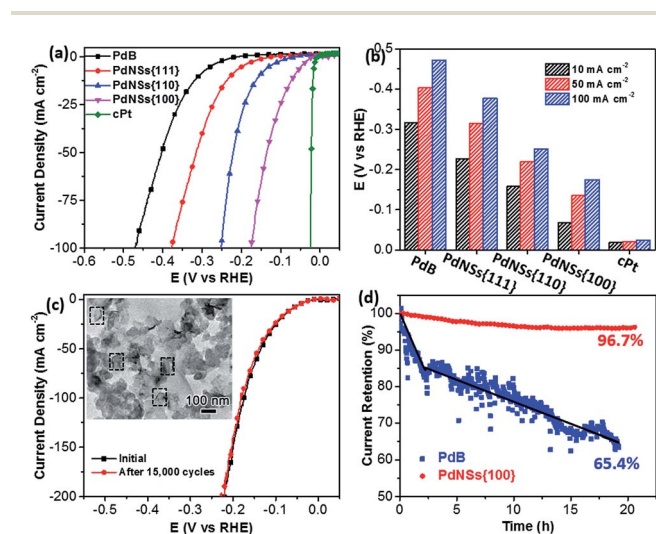 (a)
PdB
PdNSs{111}
PdNSs{110}
PdNSs{100}
cPt
Current Density (mA cm⁻²)
0
-25
-50
-75
-100
-0.6 -0.5 -0.4 -0.3 -0.2 -0.1 0.0
E (V vs RHE)
(b)
10 mA cm⁻²
50 mA cm⁻²
100 mA cm⁻²
E (V vs RHE)
-0.5
-0.4
-0.3
-0.2
-0.1
0.0
PdB PdNSs{111} PdNSs{110} PdNSs{100} cPt
(c)
100 nm
Initial
After 15,000 cycles
Current Density (mA cm⁻²)
0
-50
-100
-150
-200
-0.5 -0.4 -0.3 -0.2 -0.1 0.0
E (V vs RHE)
(d)
96.7%
65.4%
PdB
PdNSs{100}
Current Retention (%)
100
90
80
70
60
50
0 5 10 15 20
Time (h)